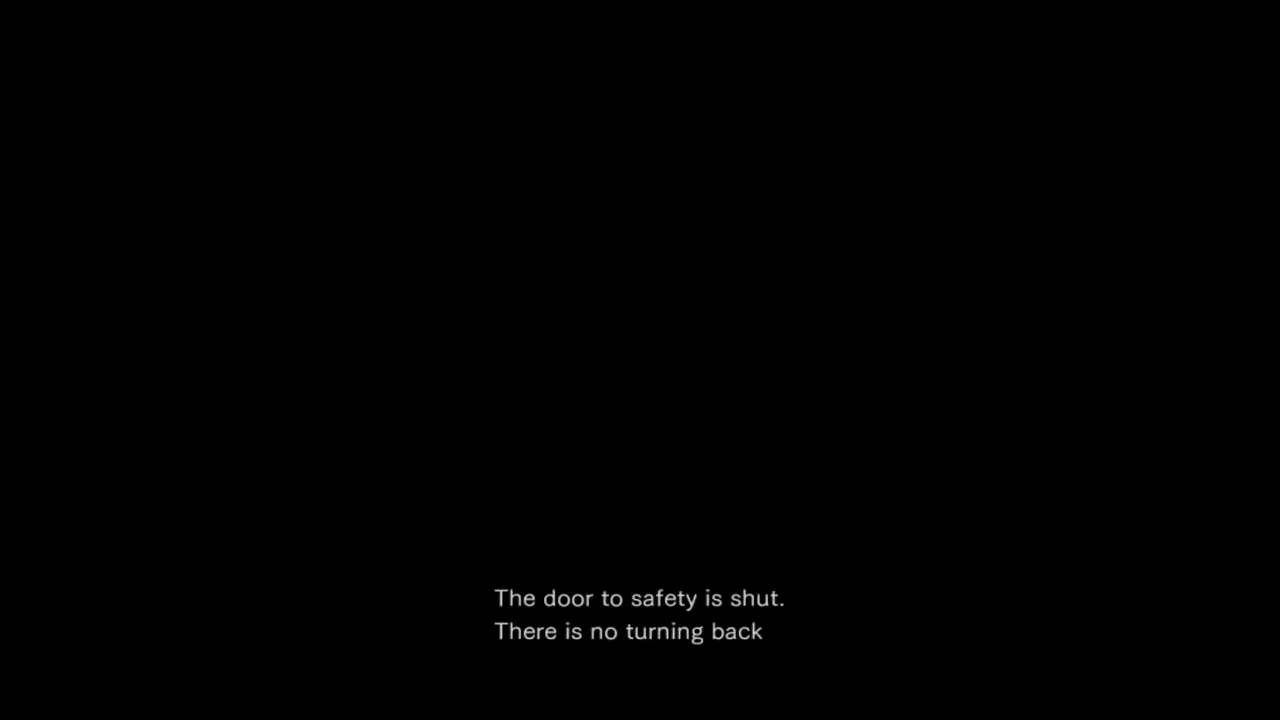 The door to safety is shut.
There is no turning back